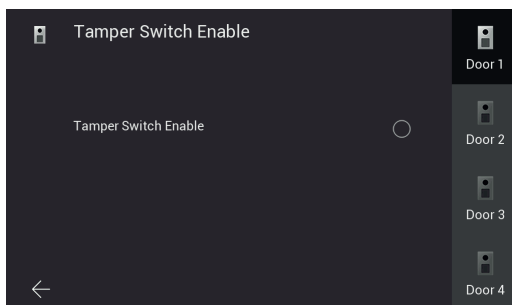 Tamper Switch Enable
Tamper Switch Enable
Door 1
Door 2
Door 3
Door 4